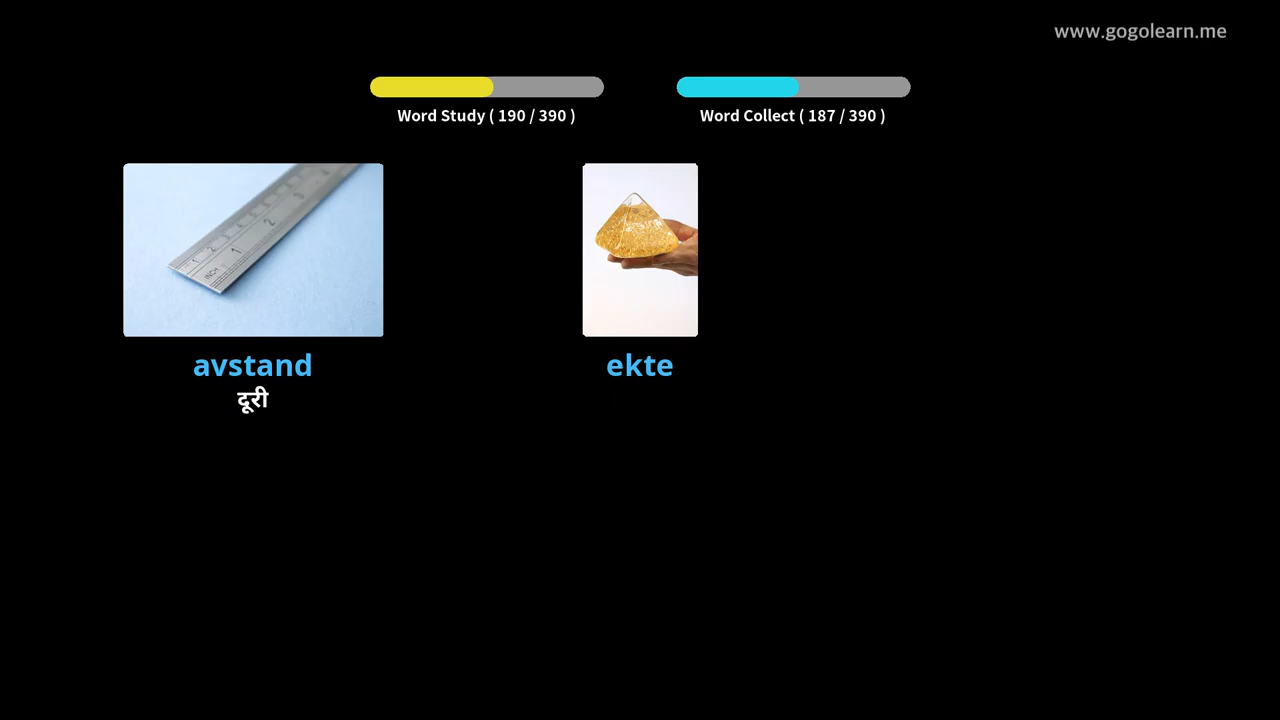 www.gogolearn.me
Word Study ( 190 / 390 )
Word Collect ( 187 / 390 )
avstand
दूरी
ekte